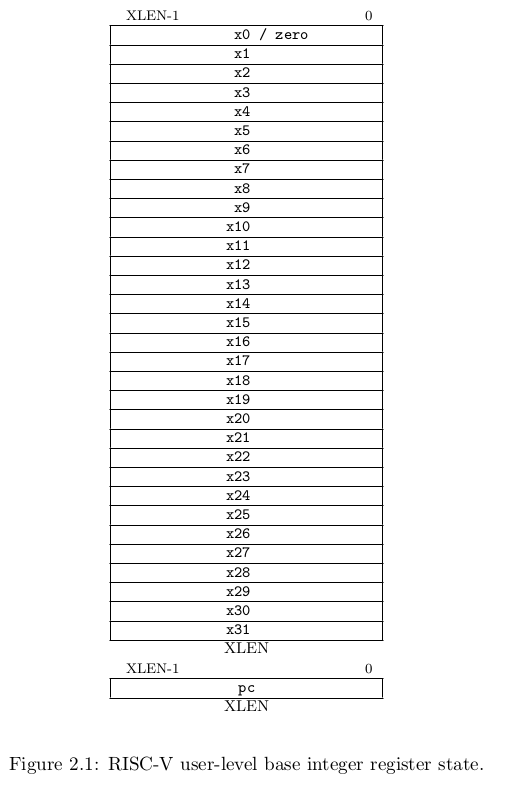 XLEN-1 0
x0 / zero
x1
x2
x3
x4
x5
x6
x7
x8
x9
x10
x11
x12
x13
x14
x15
x16
x17
x18
x19
x20
x21
x22
x23
x24
x25
x26
x27
x28
x29
x30
x31
XLEN
XLEN-1 0
pc
XLEN
Figure 2.1: RISC-V user-level base integer register state.